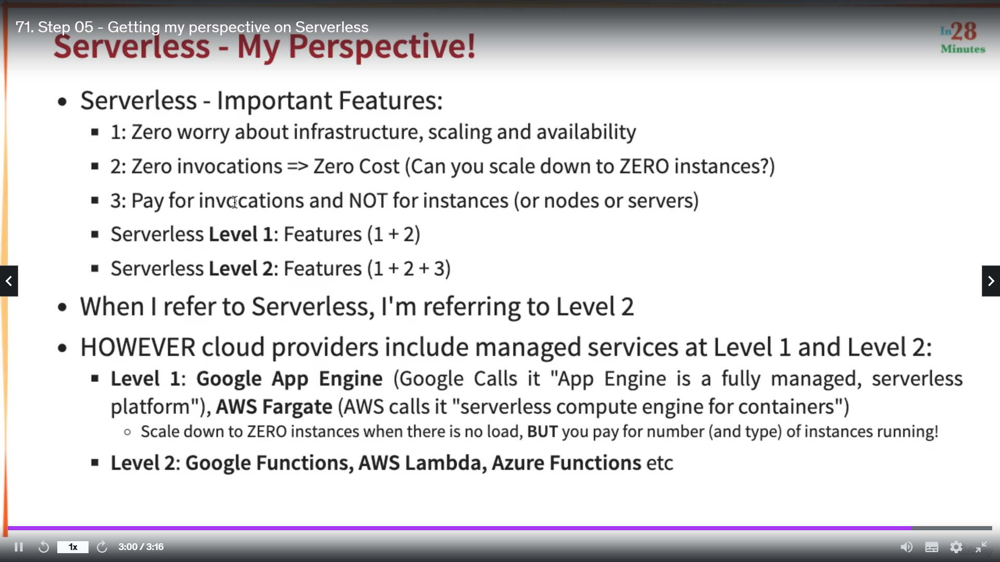 71. Step 05 - Getting my perspective on Serverless
Serverless - My Perspective!
In28
Minutes
• Serverless - Important Features:
▪ 1: Zero worry about infrastructure, scaling and availability
▪ 2: Zero invocations => Zero Cost (Can you scale down to ZERO instances?)
▪ 3: Pay for invocations and NOT for instances (or nodes or servers)
▪ Serverless Level 1: Features (1 + 2)
▪ Serverless Level 2: Features (1 + 2 + 3)
• When I refer to Serverless, I'm referring to Level 2
• HOWEVER cloud providers include managed services at Level 1 and Level 2:
▪ Level 1: Google App Engine (Google Calls it "App Engine is a fully managed, serverless
platform"), AWS Fargate (AWS calls it "serverless compute engine for containers")
○ Scale down to ZERO instances when there is no load, BUT you pay for number (and type) of instances running!
▪ Level 2: Google Functions, AWS Lambda, Azure Functions etc
1x
3:00 / 3:16